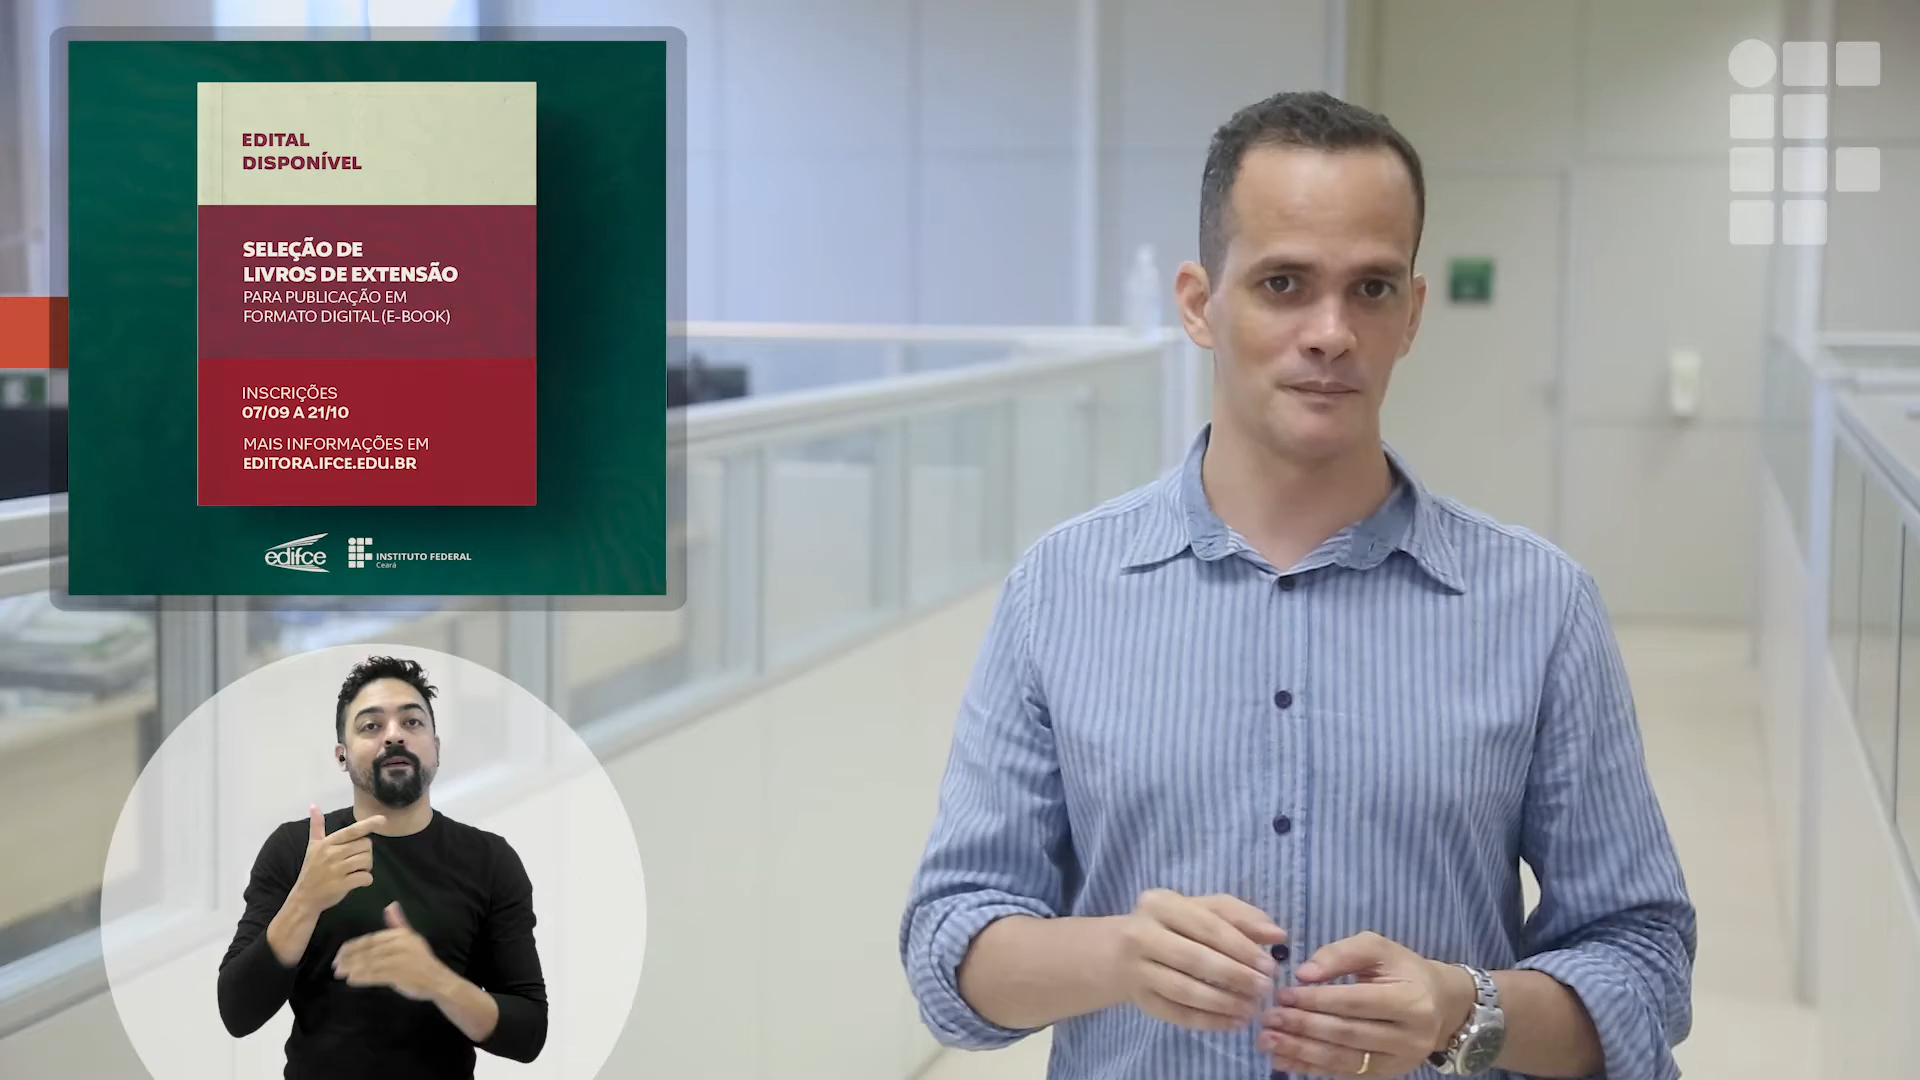 EDITAL
DISPONÍVEL
SELEÇÃO DE
LIVROS DE EXTENSÃO
PARA PUBLICAÇÃO EM
FORMATO DIGITAL (E-BOOK)
INSCRIÇÕES
07/09 A 21/10
MAIS INFORMAÇÕES EM
EDITORA.IFCE.EDU.BR
edifce
INSTITUTO FEDERAL
Ceará